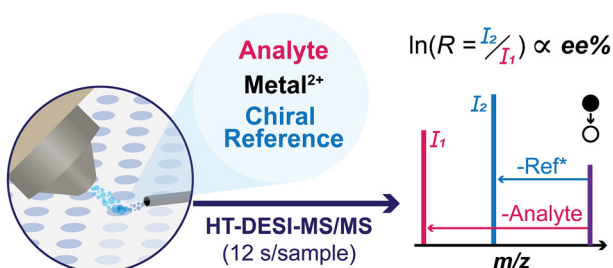 Analyte
Metal²⁺
Chiral
Reference
HT-DESI-MS/MS
(12 s/sample)
ln(R = I₂/I₁) ∝ ee%
I₁
I₂
-Ref*
-Analyte
m/z